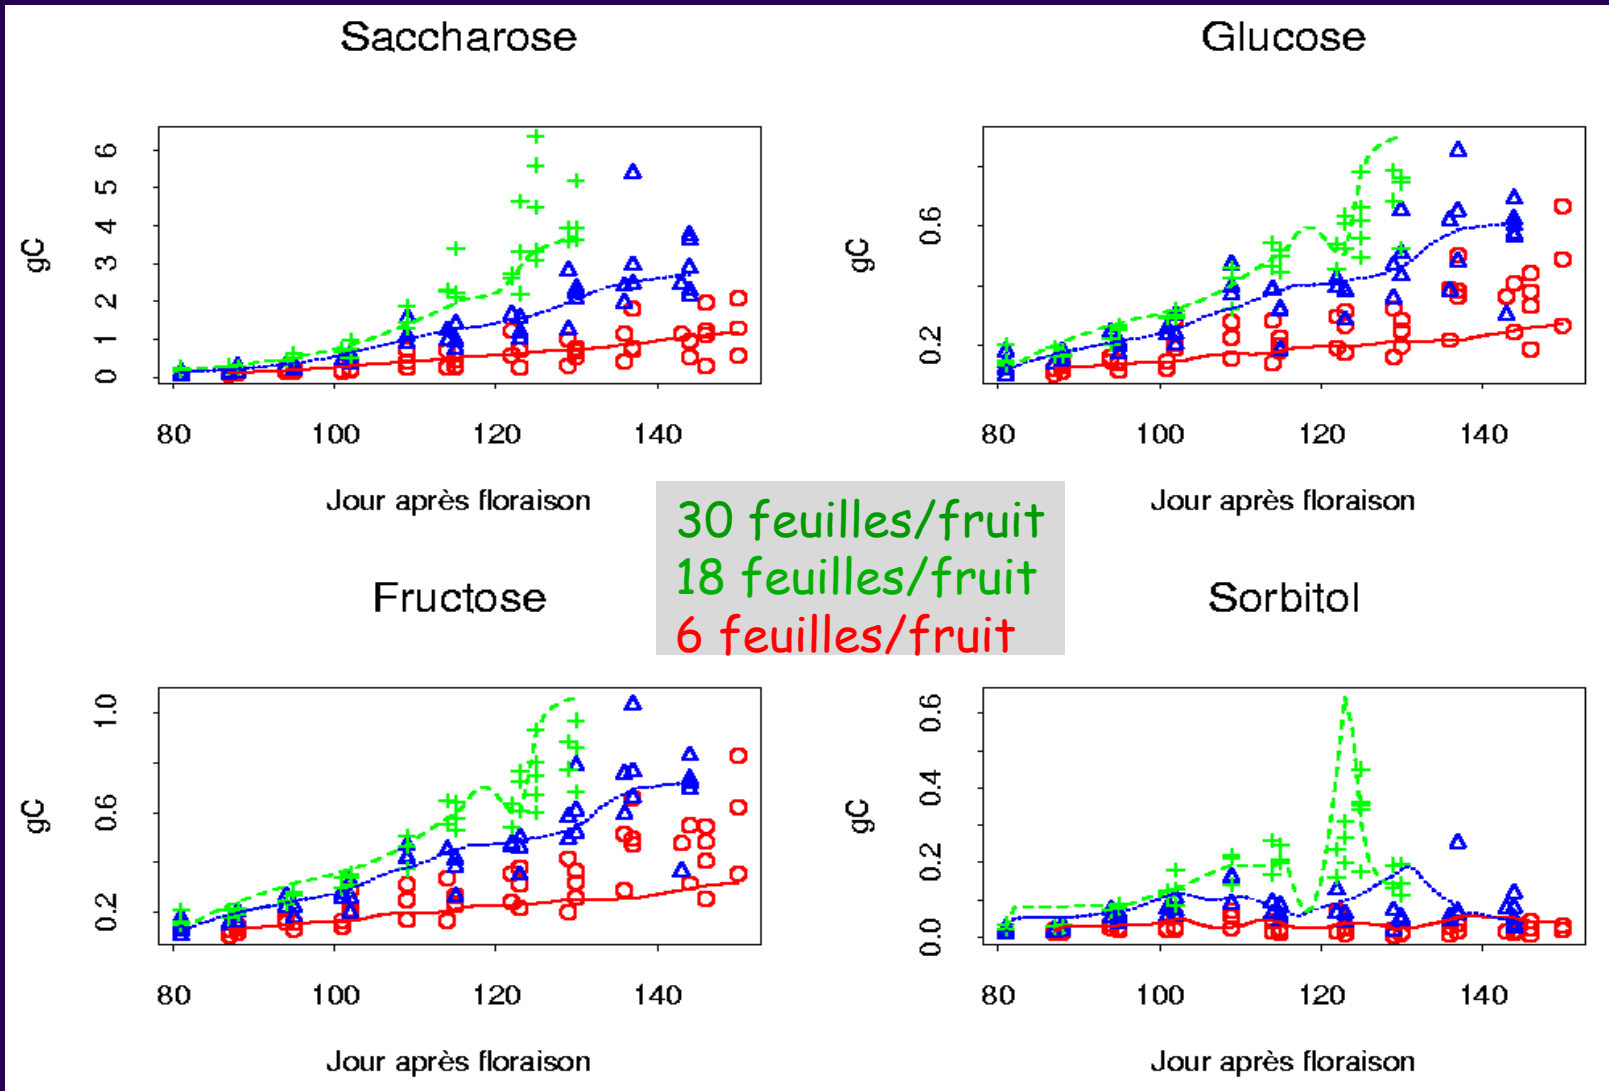 Saccharose
gC
0 1 2 3 4 5 6
80 100 120 140
Jour après floraison
Glucose
gC
0.2 0.6
80 100 120 140
Jour après floraison
30 feuilles/fruit
18 feuilles/fruit
6 feuilles/fruit
Fructose
gC
0.2 0.6 1.0
80 100 120 140
Jour après floraison
Sorbitol
gC
0.0 0.2 0.4 0.6
80 100 120 140
Jour après floraison